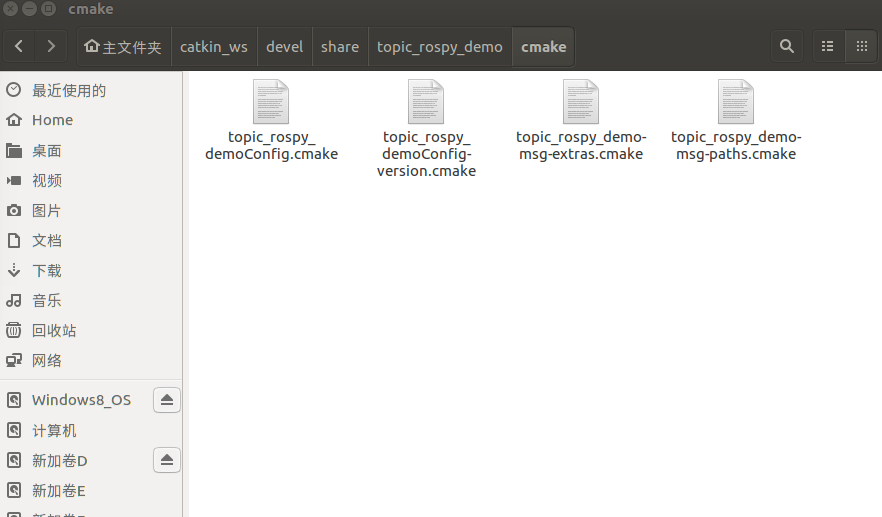 cmake
主文件夹 catkin_ws devel share topic_rospy_demo cmake
最近使用的
Home
桌面
视频
图片
文档
下载
音乐
回收站
网络
Windows8_OS
计算机
新加卷D
新加卷E
topic_rospy_
demoConfig.cmake
topic_rospy_
demoConfig-
version.cmake
topic_rospy_demo-
msg-extras.cmake
topic_rospy_demo-
msg-paths.cmake